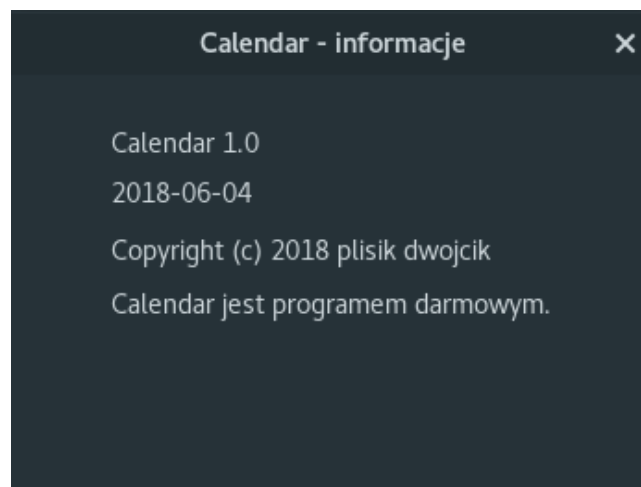 Calendar - informacje
Calendar 1.0
2018-06-04
Copyright (c) 2018 plisik dwojcik
Calendar jest programem darmowym.